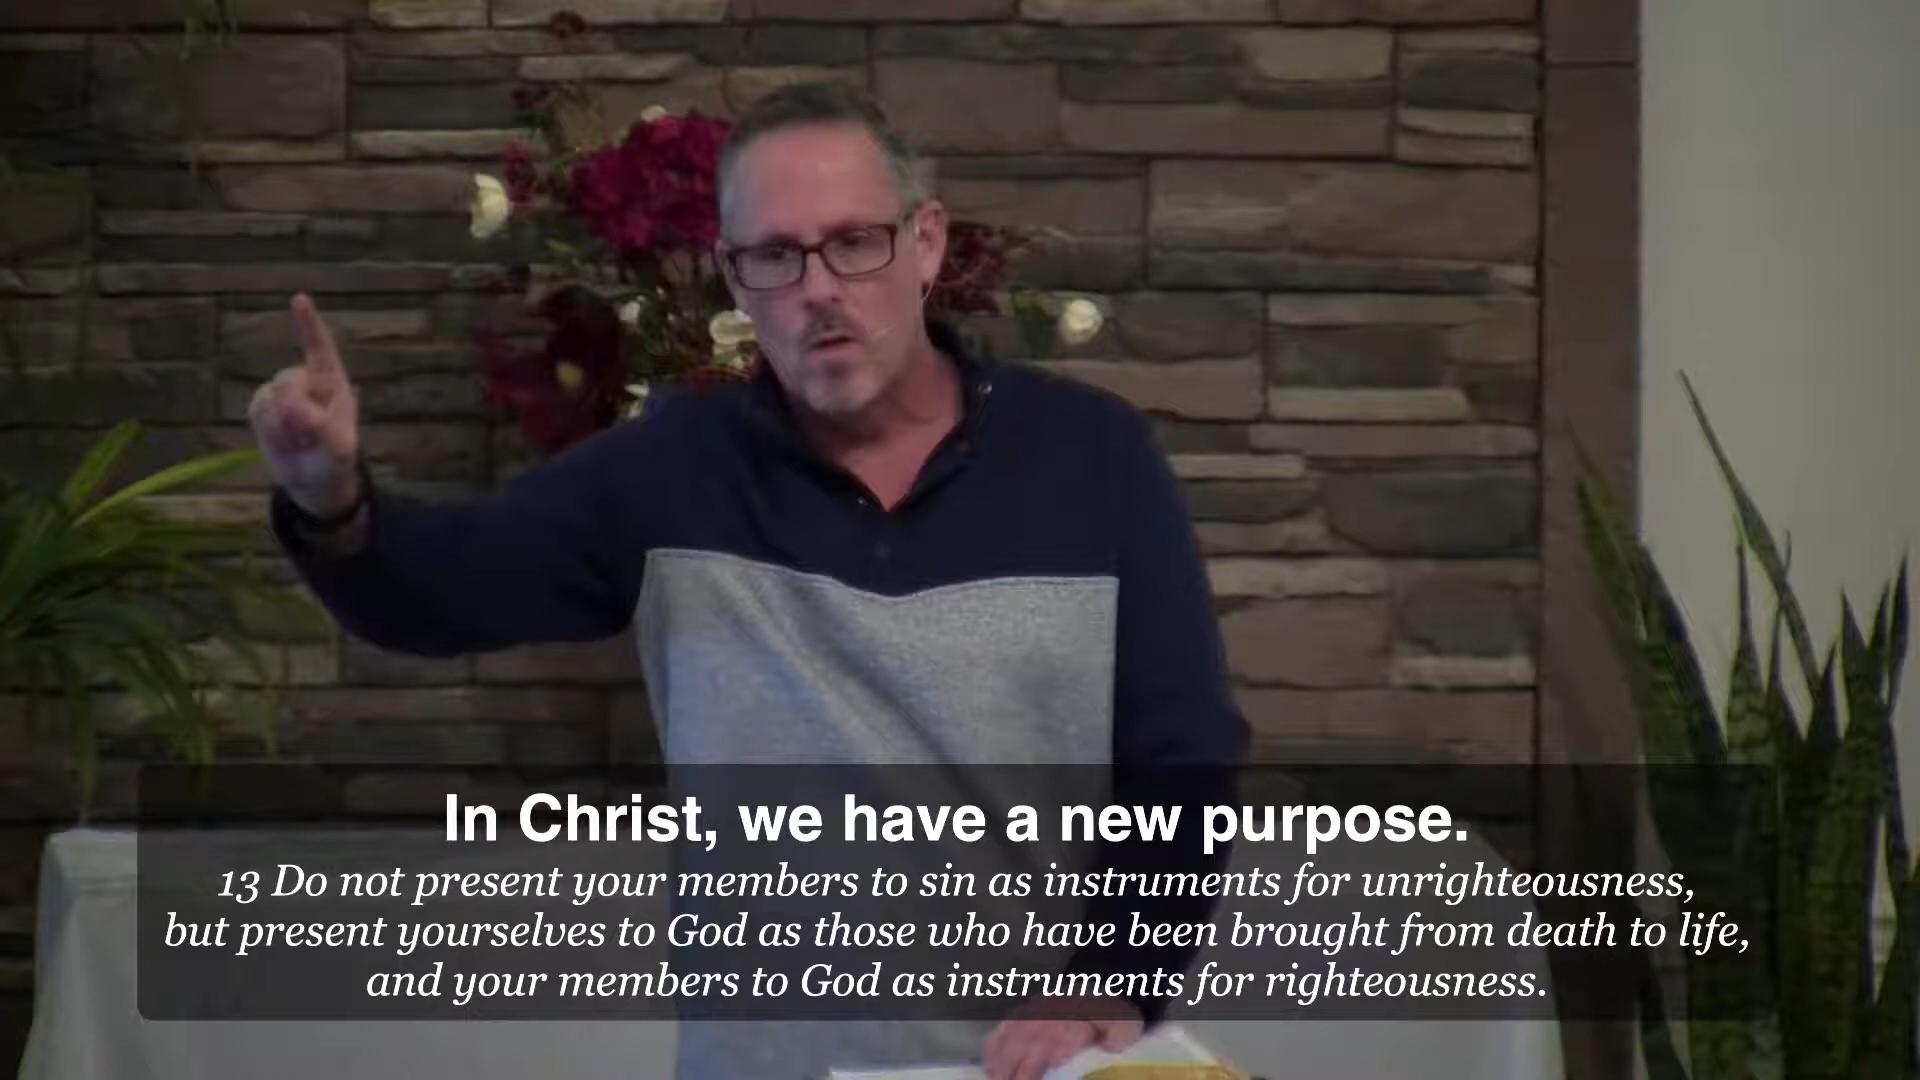 In Christ, we have a new purpose.
13 Do not present your members to sin as instruments for unrighteousness,
but present yourselves to God as those who have been brought from death to life,
and your members to God as instruments for righteousness.